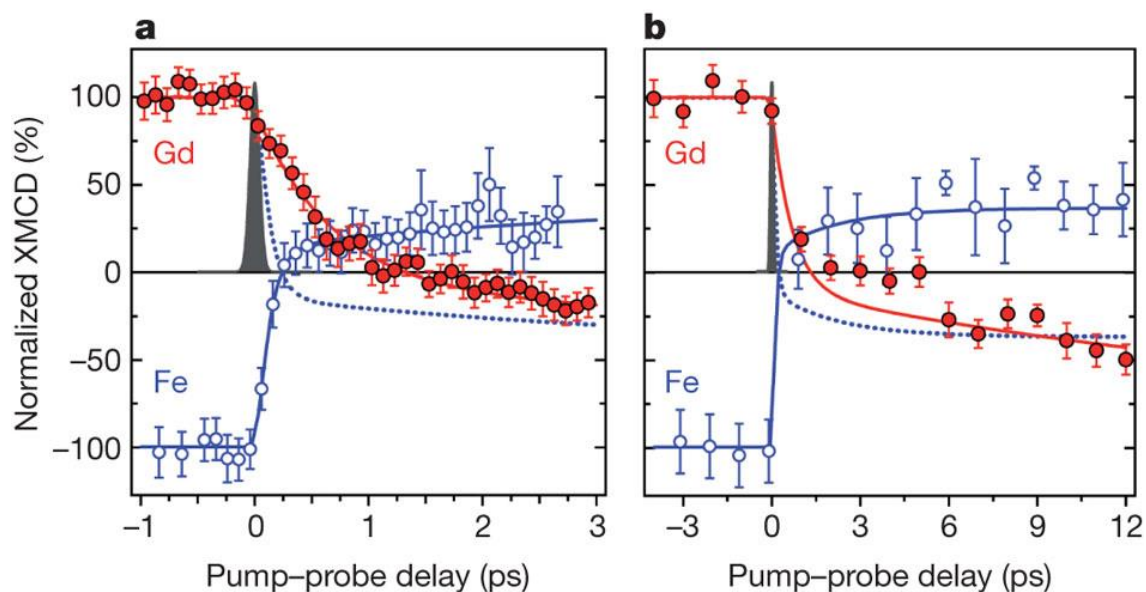 a
b
Normalized XMCD (%)
100
50
0
−50
−100
Gd
Fe
Gd
Fe
−1 0 1 2 3
−3 0 3 6 9 12
Pump–probe delay (ps)
Pump–probe delay (ps)